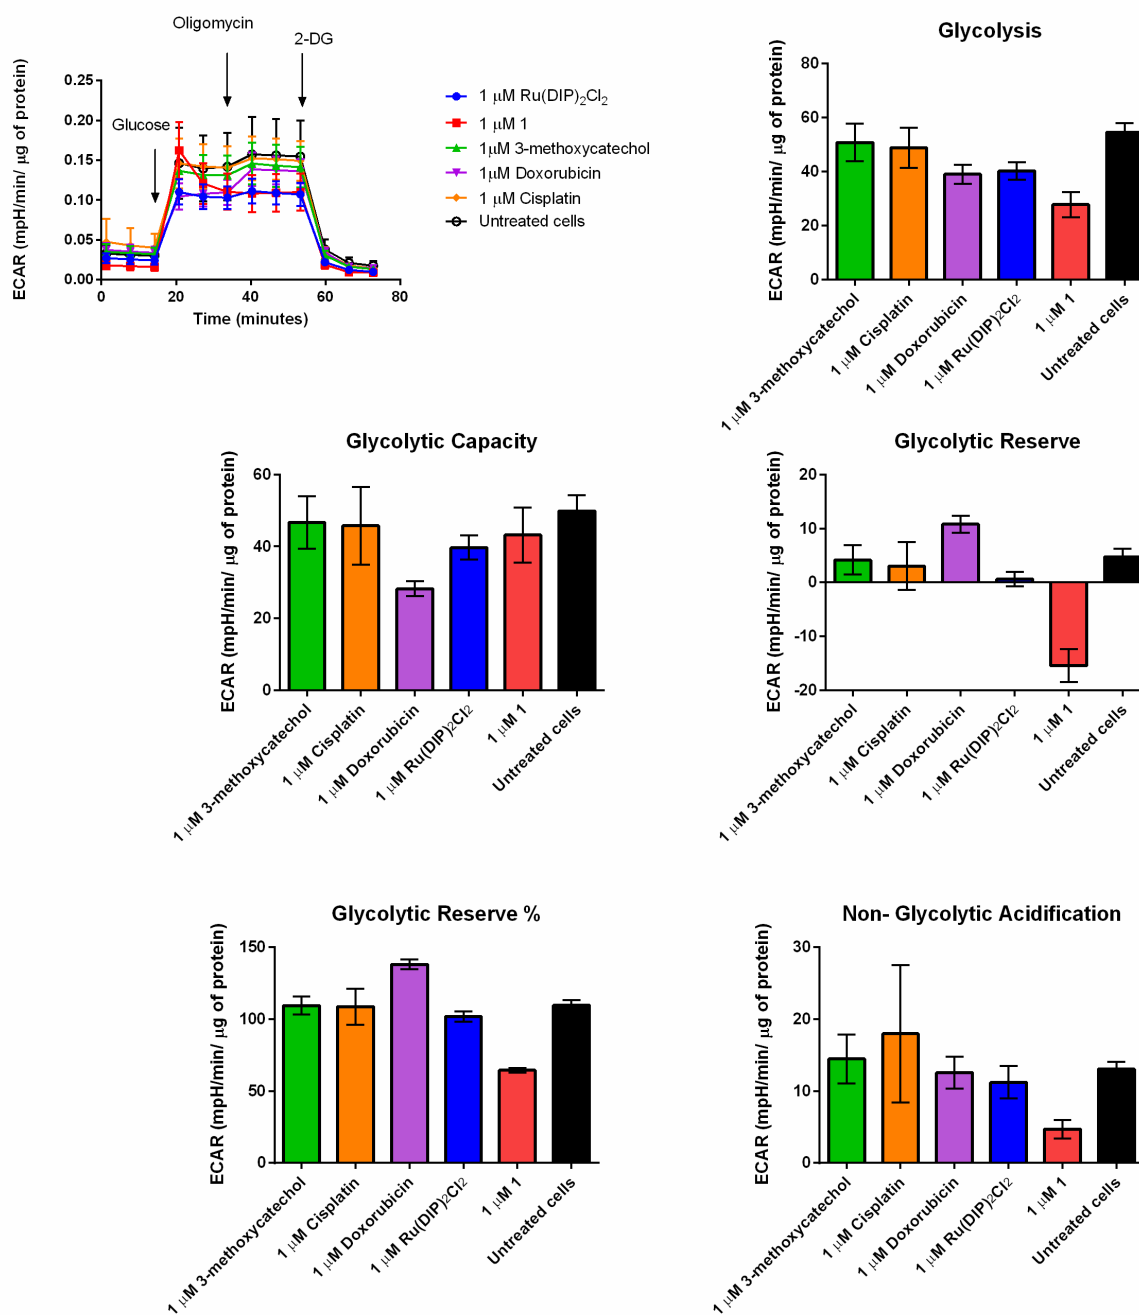 Oligomycin
2-DG
Glucose
ECAR (mpH/min/ μg of protein)
0.25
0.20
0.15
0.10
0.05
0.00
0 20 40 60 80
Time (minutes)
1 μM Ru(DIP)₂Cl₂
1 μM 1
1μM 3-methoxycatechol
1μM Doxorubicin
1 μM Cisplatin
Untreated cells
Glycolysis
ECAR (mpH/min/ μg of protein)
80
60
40
20
0
1 μM 3-methoxycatechol
1 μM Cisplatin
1 μM Doxorubicin
1 μM Ru(DIP)₂Cl₂
1 μM 1
Untreated cells
Glycolytic Capacity
ECAR (mpH/min/ μg of protein)
60
40
20
0
1 μM 3-methoxycatechol
1 μM Cisplatin
1 μM Doxorubicin
1 μM Ru(DIP)₂Cl₂
1 μM 1
Untreated cells
Glycolytic Reserve
ECAR (mpH/min/ μg of protein)
20
10
0
-10
-20
1 μM 3-methoxycatechol
1 μM Cisplatin
1 μM Doxorubicin
1 μM Ru(DIP)₂Cl₂
1 μM 1
Untreated cells
Glycolytic Reserve %
ECAR (mpH/min/ μg of protein)
150
100
50
0
1 μM 3-methoxycatechol
1 μM Cisplatin
1 μM Doxorubicin
1 μM Ru(DIP)₂Cl₂
1 μM 1
Untreated cells
Non- Glycolytic Acidification
ECAR (mpH/min/ μg of protein)
30
20
10
0
1 μM 3-methoxycatechol
1 μM Cisplatin
1 μM Doxorubicin
1 μM Ru(DIP)₂Cl₂
1 μM 1
Untreated cells